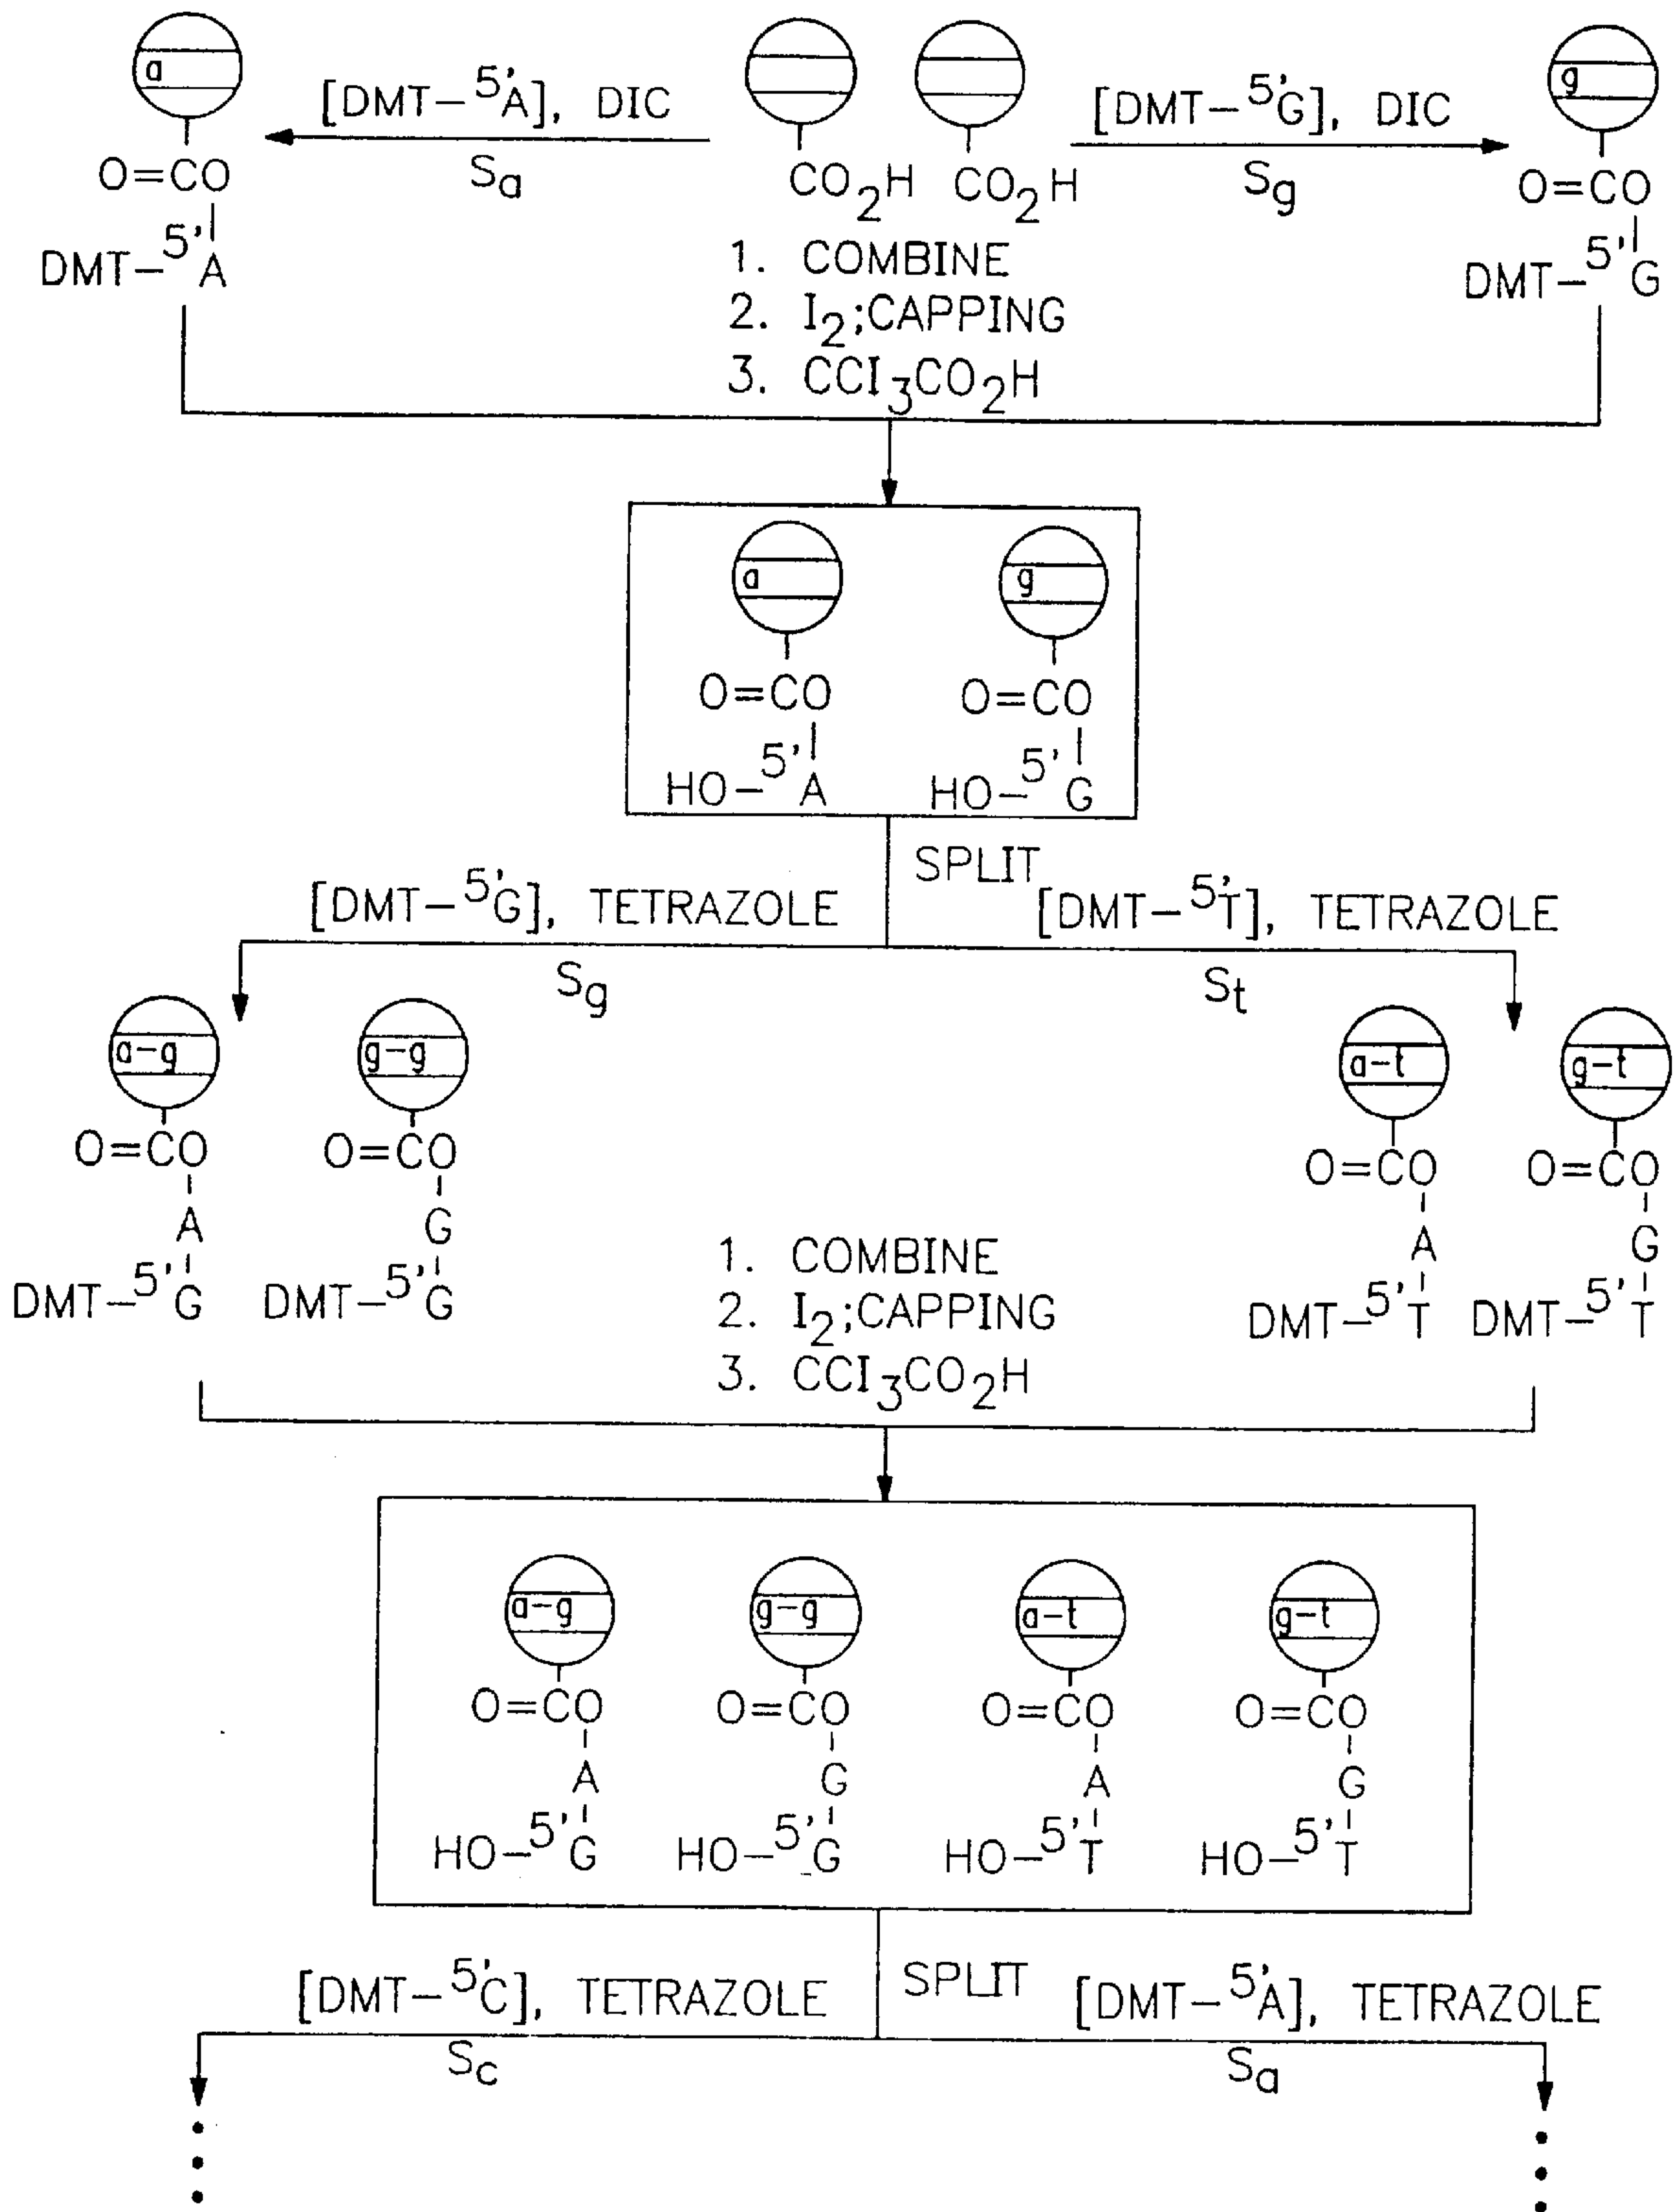 a
g
[DMT-5'A], DIC
[DMT-5'G], DIC
Sa
Sg
O=CO
CO2H CO2H
O=CO
DMT-5'A
DMT-5'G
1. COMBINE
2. I2;CAPPING
3. CCl3CO2H
a g
O=CO O=CO
HO-5'A HO-5'G
SPLIT
[DMT-5'G], TETRAZOLE
[DMT-5'T], TETRAZOLE
Sg
St
a-g g-g a-t g-t
O=CO O=CO O=CO O=CO
A G A G
DMT-5'G DMT-5'G DMT-5'T DMT-5'T
1. COMBINE
2. I2;CAPPING
3. CCl3CO2H
a-g g-g a-t g-t
O=CO O=CO O=CO O=CO
A G A G
HO-5'G HO-5'G HO-5'T HO-5'T
SPLIT
[DMT-5'C], TETRAZOLE
[DMT-5'A], TETRAZOLE
Sc
Sa